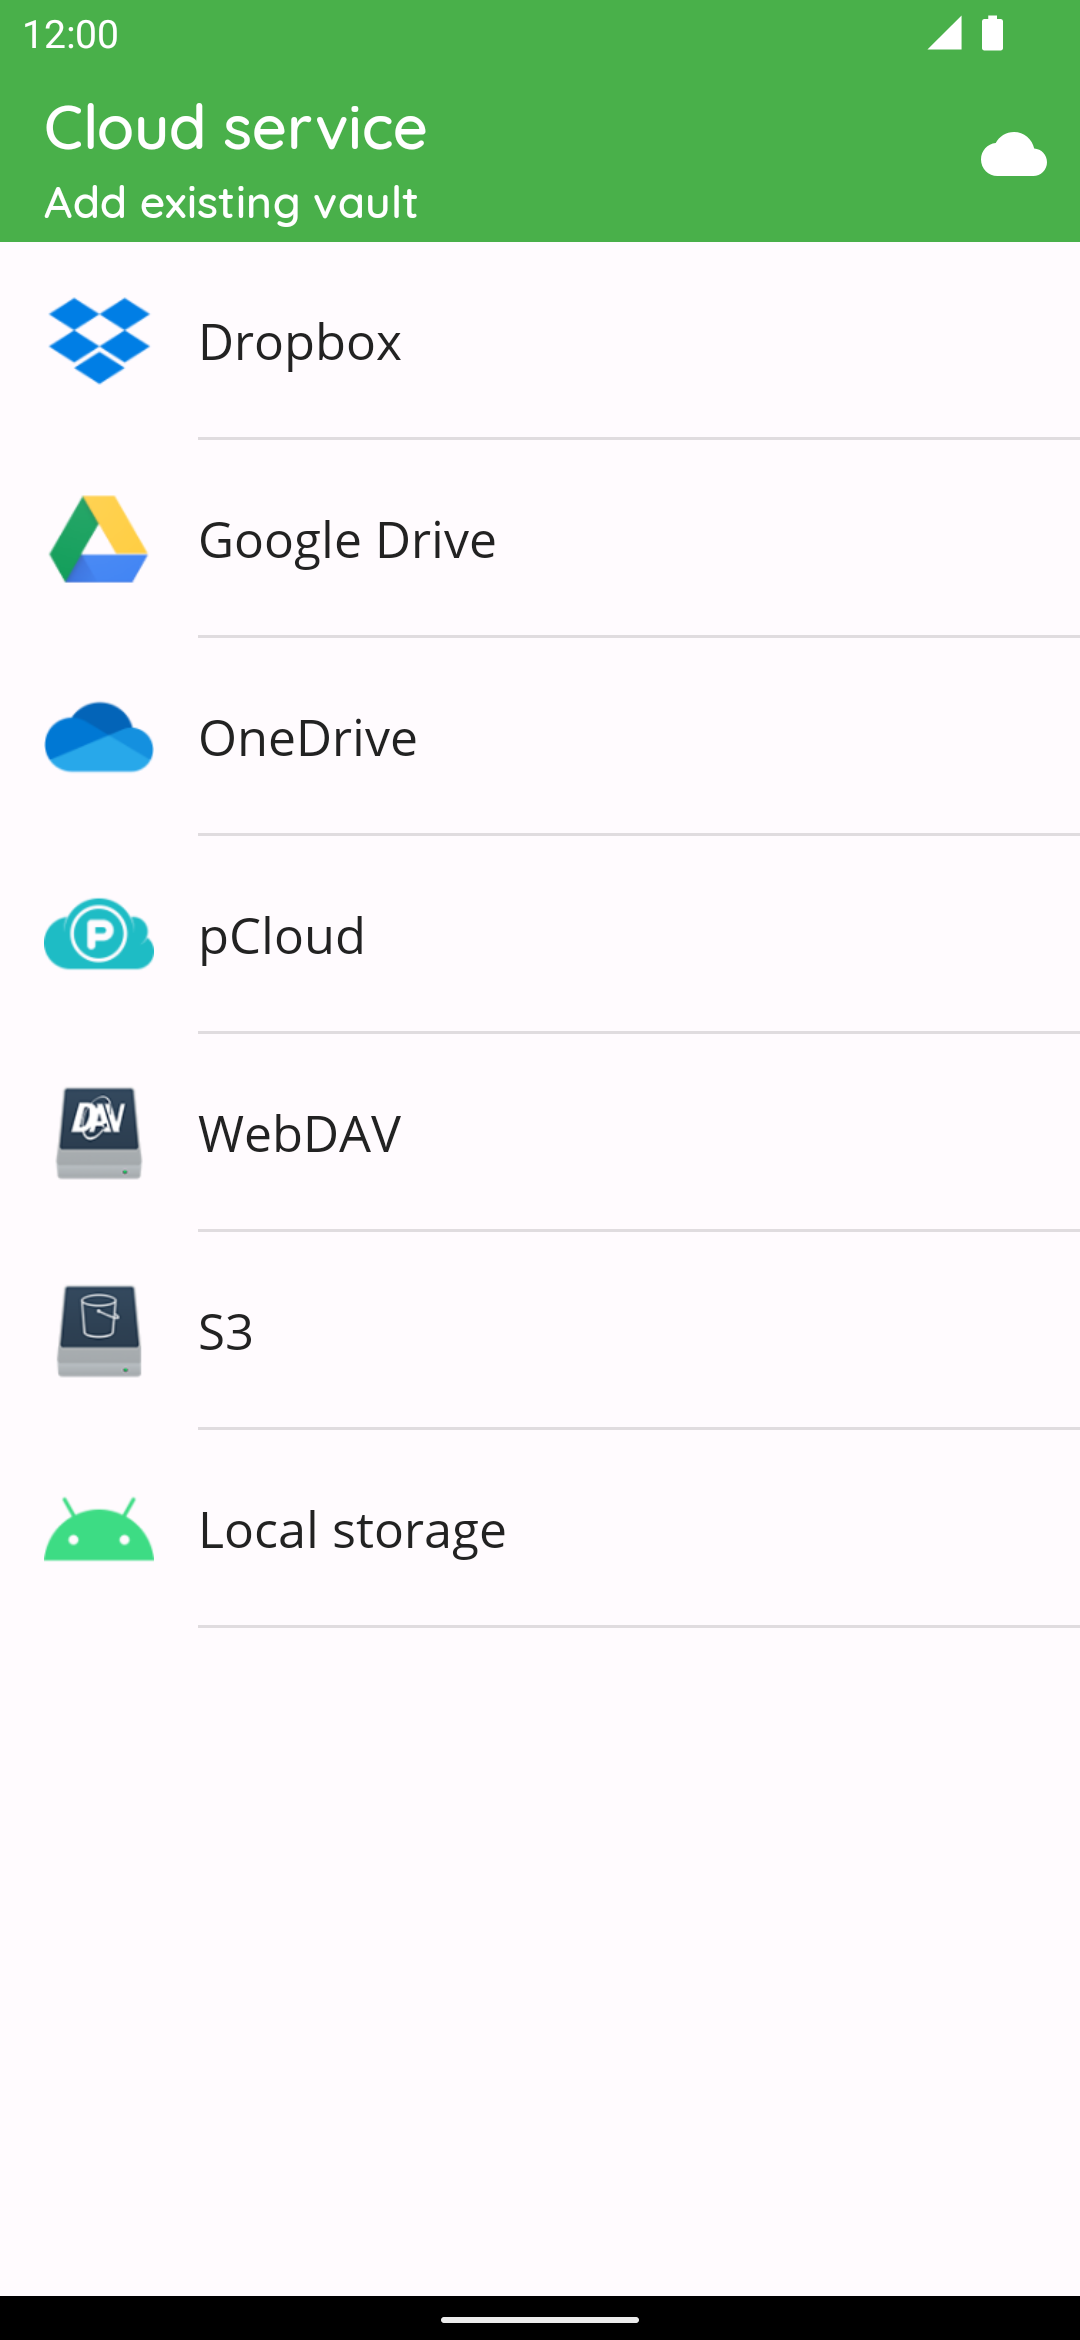 12:00
Cloud service
Add existing vault
Dropbox
Google Drive
OneDrive
P
pCloud
DAV
WebDAV
S3
Local storage